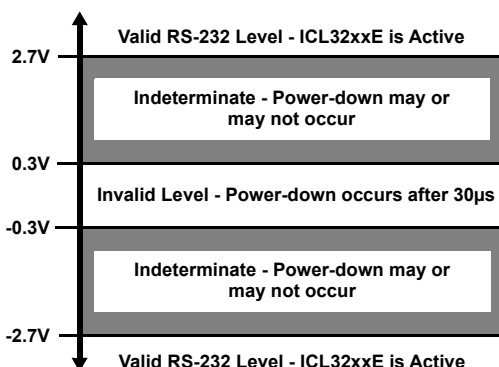 Valid RS-232 Level - ICL32xxE is Active
2.7V
Indeterminate - Power-down may or
may not occur
0.3V
Invalid Level - Power-down occurs after 30µs
-0.3V
Indeterminate - Power-down may or
may not occur
-2.7V
Valid RS-232 Level - ICL32xxE is Active